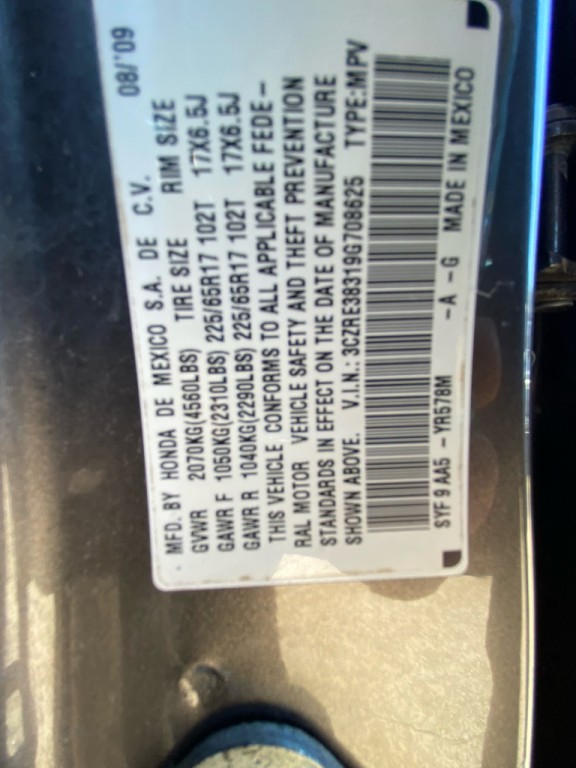 MFD. BY HONDA DE MEXICO S.A. DE C.V. 08/'09
GVWR 2070KG(4560LBS) TIRE SIZE RIM SIZE
GAWR F 1050KG(2310LBS) 225/65R17 102T 17X6.5J
GAWR R 1040KG(2290LBS) 225/65R17 102T 17X6.5J
THIS VEHICLE CONFORMS TO ALL APPLICABLE FEDE-
RAL MOTOR VEHICLE SAFETY AND THEFT PREVENTION
STANDARDS IN EFFECT ON THE DATE OF MANUFACTURE
SHOWN ABOVE. V.I.N.: 3CZRE38319G708625 TYPE:MPV
SYF9AA5 -YR578M -A -G MADE IN MEXICO